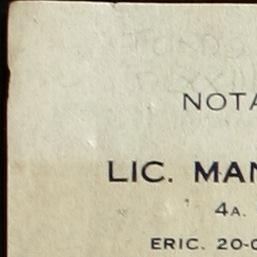 NOTA
LIC. MAN
4A.
ERIC. 20-0